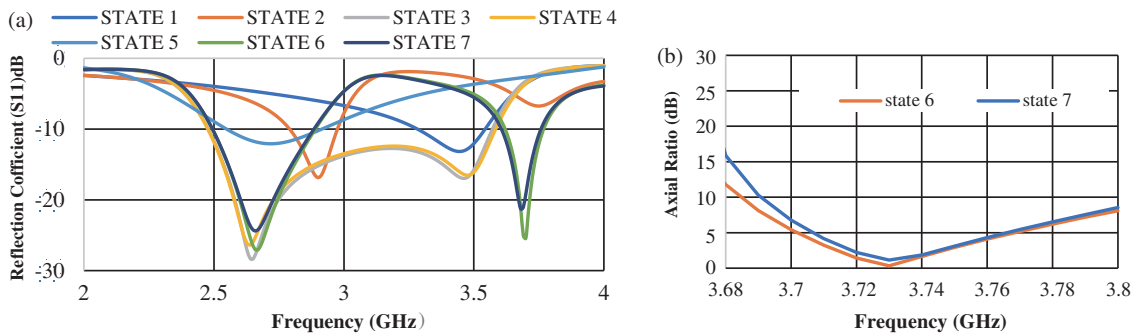 (a)
STATE 1 STATE 2 STATE 3 STATE 4
STATE 5 STATE 6 STATE 7
Reflection Cofficient (S11)dB
0
-10
-20
-30
2 2.5 3 3.5 4
Frequency (GHz)
(b)
state 6 state 7
Axial Ratio (dB)
30
25
20
15
10
5
0
3.68 3.7 3.72 3.74 3.76 3.78 3.8
Frequency (GHz)